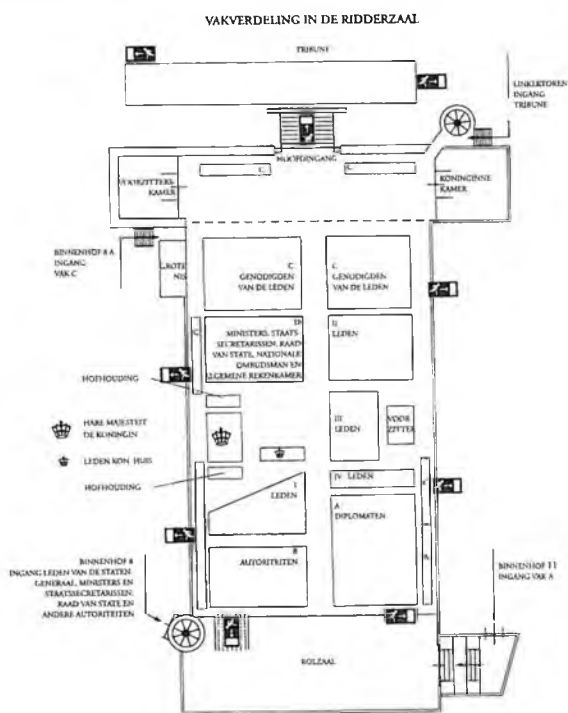 VAKVERDELING IN DE RIDDERZAAL
TRIBUNE
LINKERTOREN
INGANG
TRIBUNE
HOOFDINGANG
VOORZITTERS-
KAMER
C
C
KONINGINNE
KAMER
BINNENHOF 8 A
INGANG
VAK C
GROTE
NIS
C
GENODIGDEN
VAN DE LEDEN
C
GENODIGDEN
VAN DE LEDEN
C
D
MINISTERS, STAATS-
SECRETARISSEN, RAAD
VAN STATE, NATIONALE
OMBUDSMAN EN
ALGEMENE REKENKAMER
II
LEDEN
HOFHOUDING
HARE MAJESTEIT
DE KONINGIN
III
LEDEN
VOOR-
ZITTER
LEDEN KON. HUIS
HOFHOUDING
I
LEDEN
IV LEDEN
A
DIPLOMATEN
B
AUTORITEITEN
BINNENHOF 8
INGANG LEDEN VAN DE STATEN-
GENERAAL, MINISTERS EN
STAATSSECRETARISSEN,
RAAD VAN STATE EN
ANDERE AUTORITEITEN
BINNENHOF 11
INGANG VAK A
ROLZAAL